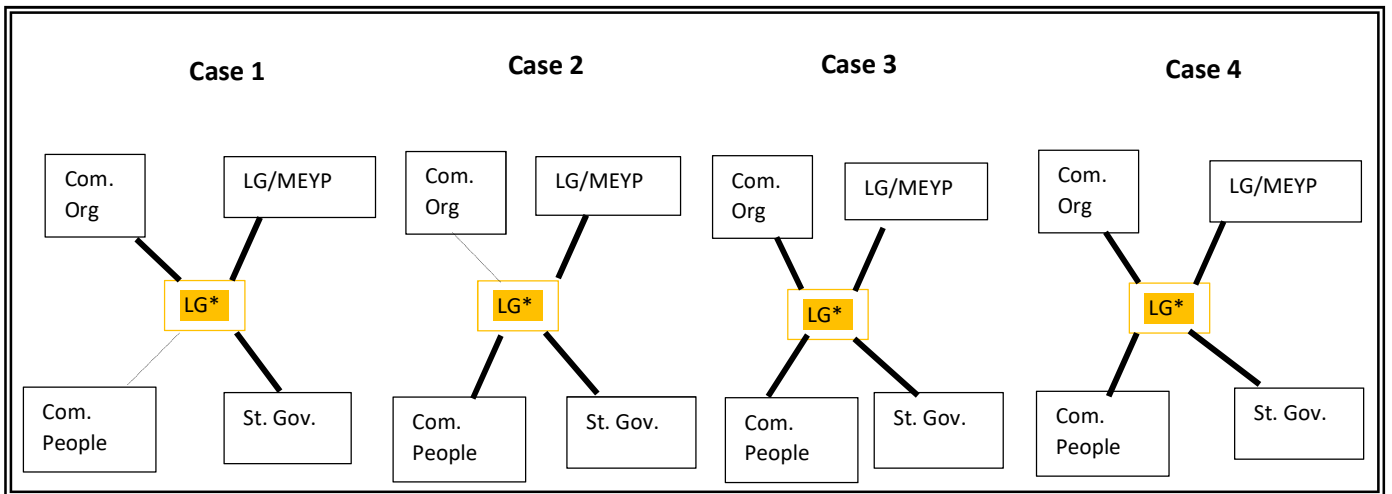 Case 1
Com.
Org
LG/MEYP
LG*
Com.
People
St. Gov.
Case 2
Com.
Org
LG/MEYP
LG*
Com.
People
St. Gov.
Case 3
Com.
Org
LG/MEYP
LG*
Com.
People
St. Gov.
Case 4
Com.
Org
LG/MEYP
LG*
Com.
People
St. Gov.